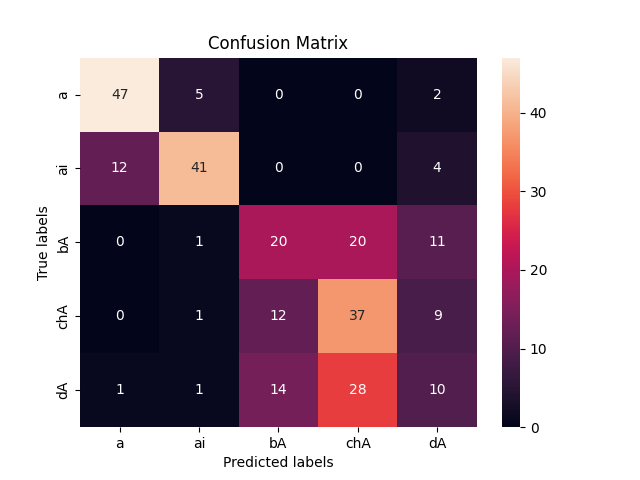 Confusion Matrix
True labels
a 47 5 0 0 2
ai 12 41 0 0 4
bA 0 1 20 20 11
chA 0 1 12 37 9
dA 1 1 14 28 10
a ai bA chA dA
Predicted labels
40
30
20
10
0